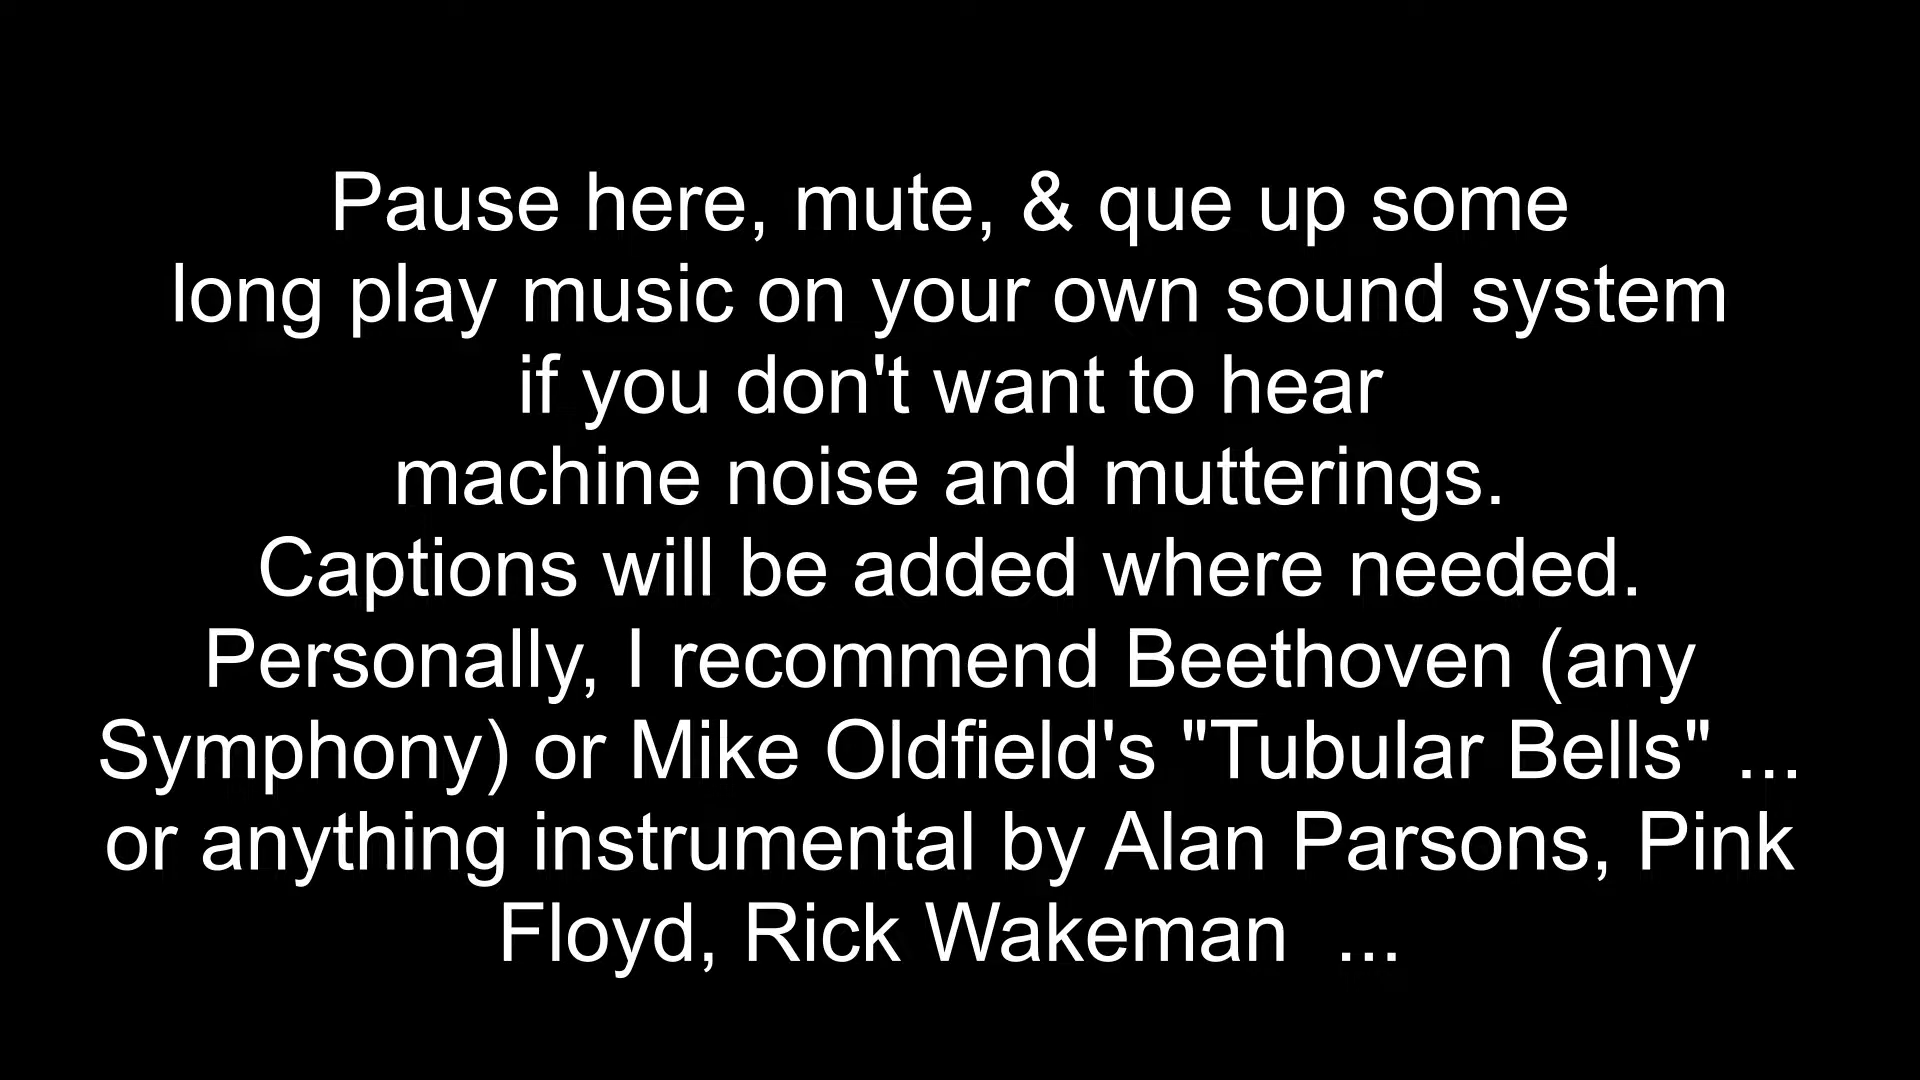 Pause here, mute, & que up some
long play music on your own sound system
if you don't want to hear
machine noise and mutterings.
Captions will be added where needed.
Personally, I recommend Beethoven (any
Symphony) or Mike Oldfield's "Tubular Bells" ...
or anything instrumental by Alan Parsons, Pink
Floyd, Rick Wakeman  ...